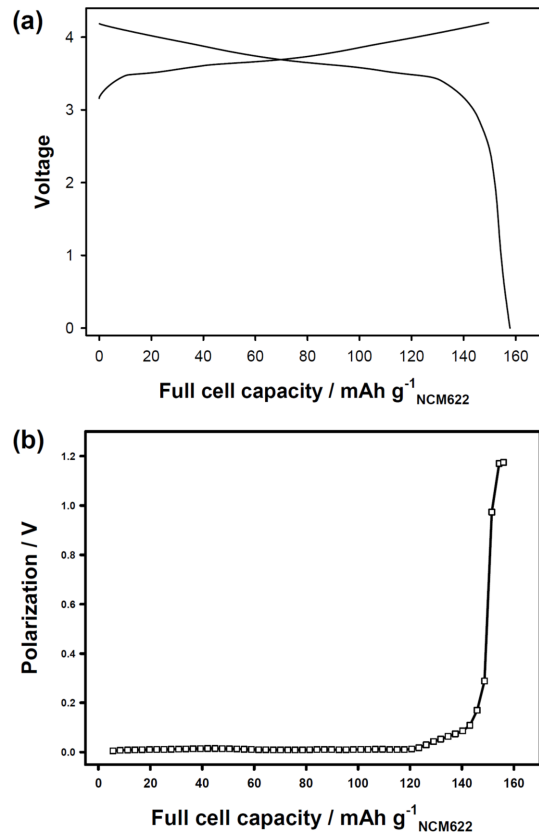 (a)
4
3
2
1
0
Voltage
0 20 40 60 80 100 120 140 160
Full cell capacity / mAh g⁻¹NCM622
(b)
1.2
1.0
0.8
0.6
0.4
0.2
0.0
Polarization / V
0 20 40 60 80 100 120 140 160
Full cell capacity / mAh g⁻¹NCM622